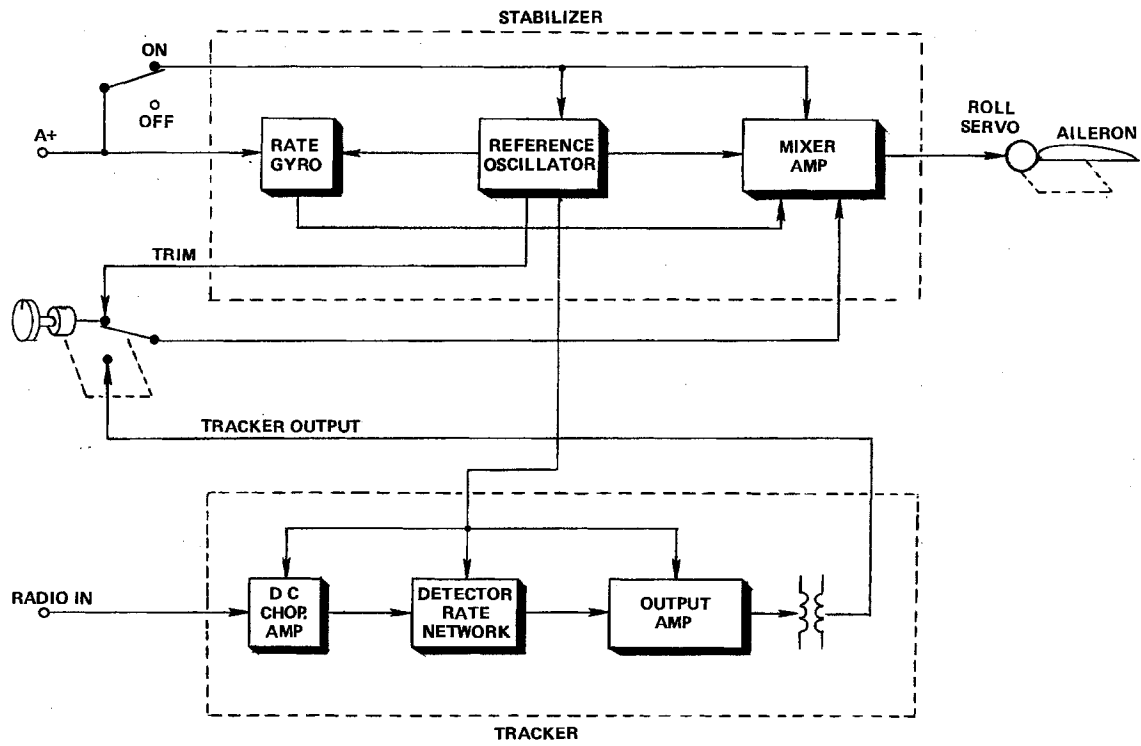 STABILIZER
ON
OFF
A+
RATE
GYRO
REFERENCE
OSCILLATOR
MIXER
AMP
ROLL
SERVO
AILERON
TRIM
TRACKER OUTPUT
RADIO IN
D C
CHOP.
AMP
DETECTOR
RATE
NETWORK
OUTPUT
AMP
TRACKER